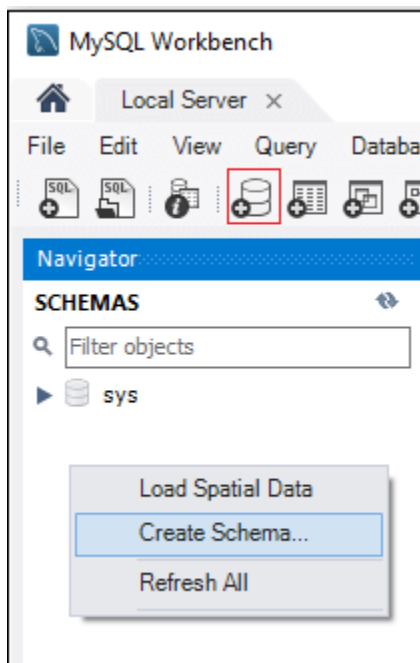 MySQL Workbench
Local Server ×
File Edit View Query Databa
SQL SQL
Navigator
SCHEMAS
Filter objects
sys
Load Spatial Data
Create Schema...
Refresh All